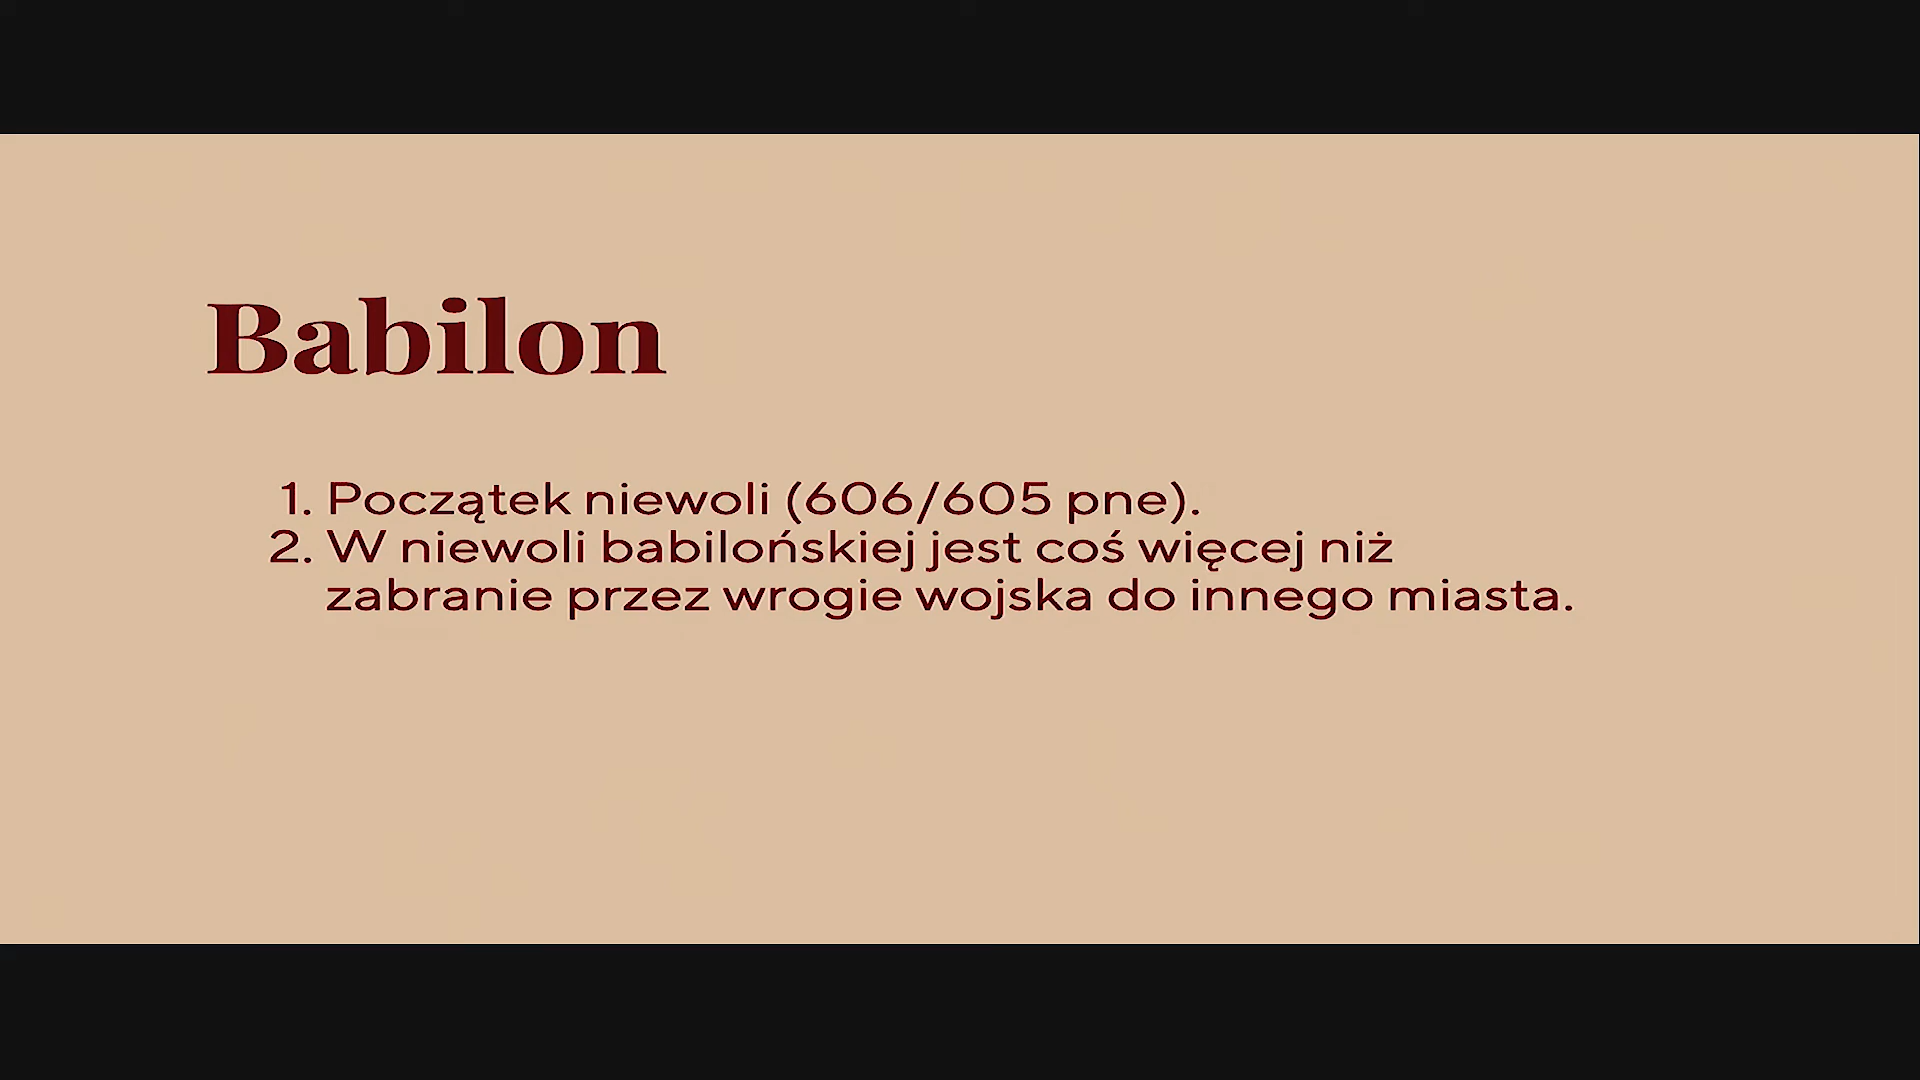 Babilon
1. Początek niewoli (606/605 pne).
2. W niewoli babilońskiej jest coś więcej niż
zabranie przez wrogie wojska do innego miasta.